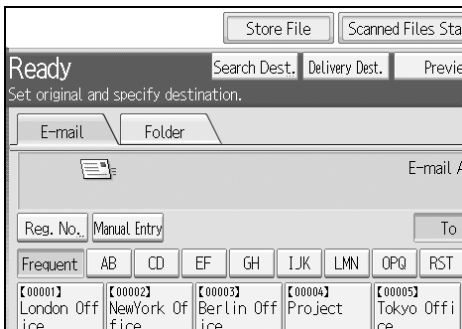 Store File Scanned Files Sta
Ready Search Dest. Delivery Dest. Previe
Set original and specify destination.
E-mail Folder
E-mail A
Reg. No. Manual Entry To
Frequent AB CD EF GH IJK LMN OPQ RST
【00001】 【00002】 【00003】 【00004】 【00005】
London Off NewYork Of Berlin Off Project Tokyo Offi
ice ffice ice ce